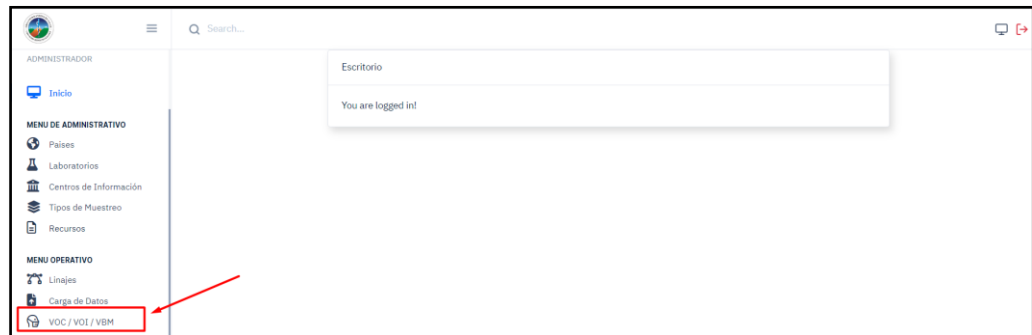 Search...
ADMINISTRADOR
Inicio
MENU DE ADMINISTRATIVO
Paises
Laboratorios
Centros de Información
Tipos de Muestreo
Recursos
MENU OPERATIVO
Linajes
Carga de Datos
VOC / VOI / VBM
Escritorio
You are logged in!